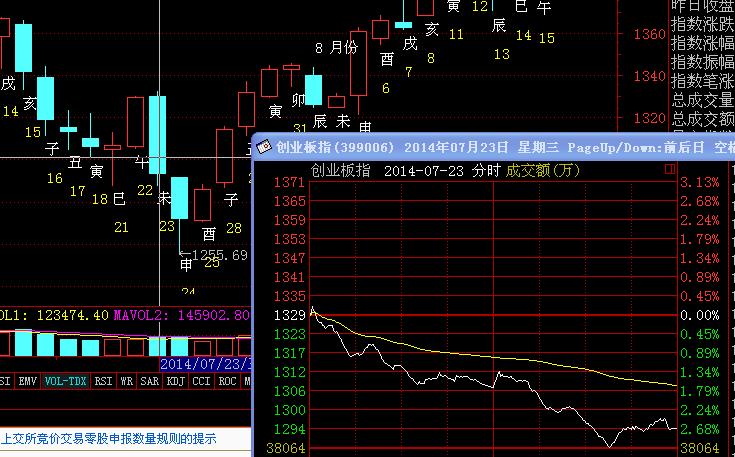 寅 12 巳 午
辰
11 13 14 15
8 月份
戌
亥
酉
7 8
6
1360
1340
1320
昨日收盘
指数涨跌
指数涨幅
指数振幅
指数笔涨
总成交量
总成交额
戌
14
亥
15
子
16
丑
17
寅
18
巳
21
午
22
未
23
申
24
酉
25
子
28
寅
卯
31
辰
未
申
1255.69
创业板指(399006) 2014年07月23日 星期三 PageUp/Down:前后日 空格
创业板指 2014-07-23 分时 成交额(万)
1371 3.13%
1365 2.68%
1359 2.24%
1353 1.79%
1347 1.34%
1341 0.89%
1335 0.45%
1329 0.00%
1323 0.45%
1317 0.89%
1312 1.34%
1306 1.79%
1300 2.24%
1294 2.68%
38064 38064
OL1: 123474.40 MAVOL2: 145902.80
2014/07/23/三
SI EMV VOL-TDX RSI WR SAR KDJ CCI ROC M
上交所竞价交易零股申报数量规则的提示